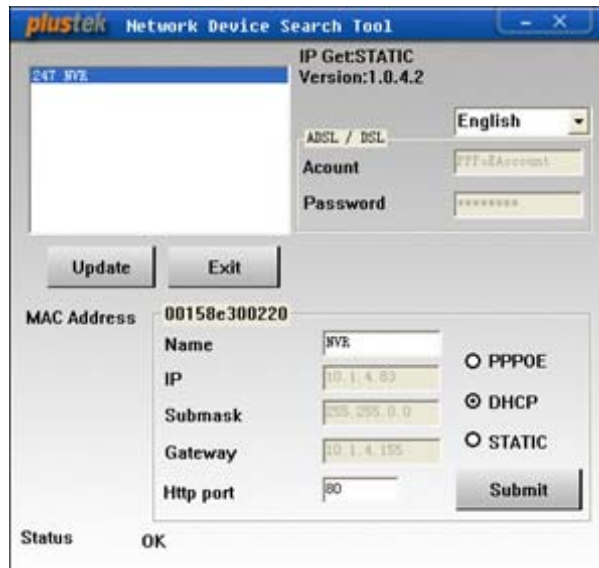 plustek Network Device Search Tool
247 NVR
IP Get:STATIC
Version:1.0.4.2
English
ADSL / DSL
Acount
PPPoEAccount
Password
********
Update
Exit
MAC Address
00158e300220
Name
NVR
IP
10.1.4.83
Submask
255.255.0.0
Gateway
10.1.4.155
Http port
80
PPPOE
DHCP
STATIC
Submit
Status
OK